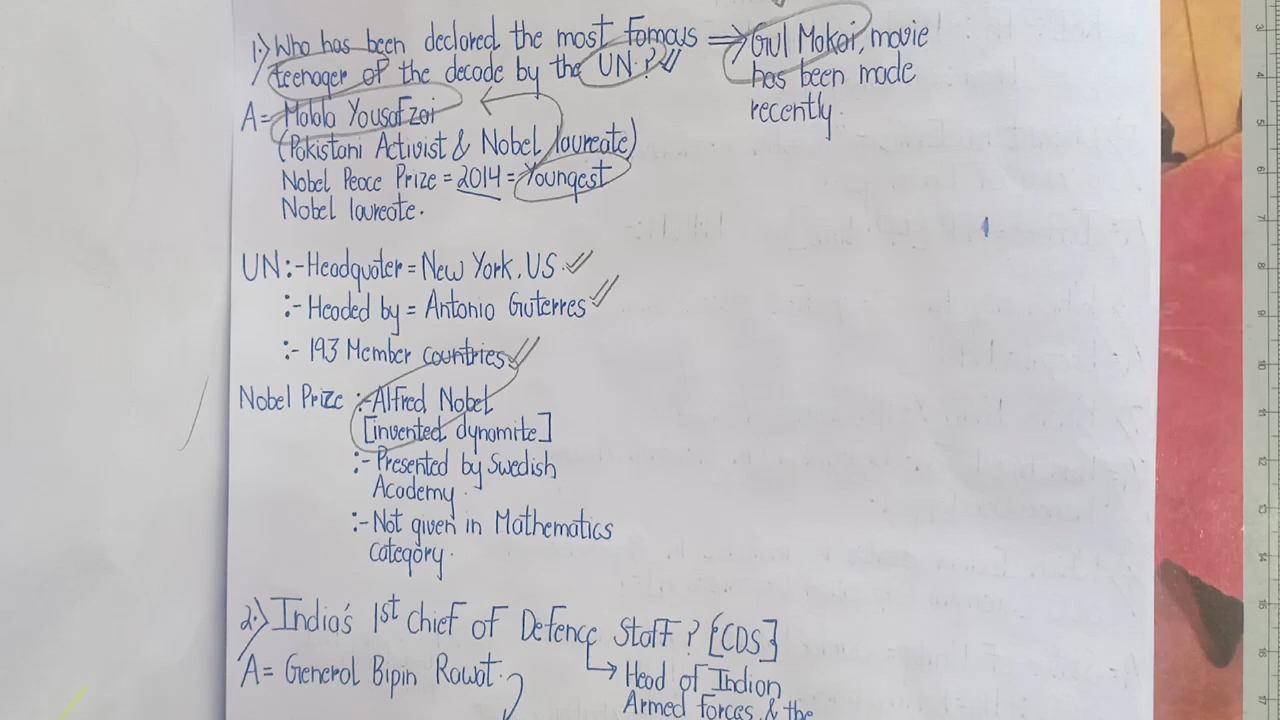 1.) Who has been declared the most Famous
teenager of the decade by the UN?
⇒ Gul Makai, movie
has been made
recently.
A= Malala Yousafzai
(Pakistani Activist & Nobel laureate)
Nobel Peace Prize = 2014 = Youngest
Nobel laureate.
UN:- Headquater = New York, US.
:- Headed by = Antonio Guterres
:- 193 Member countries
Nobel Prize :- Alfred Nobel
[invented dynamite]
:- Presented by Swedish
Academy.
:- Not given in Mathematics
category.
2.) India's 1st chief of Defence Staff? [CDS]
A= General Bipin Rawat.
→ Head of Indian
Armed Forces & the